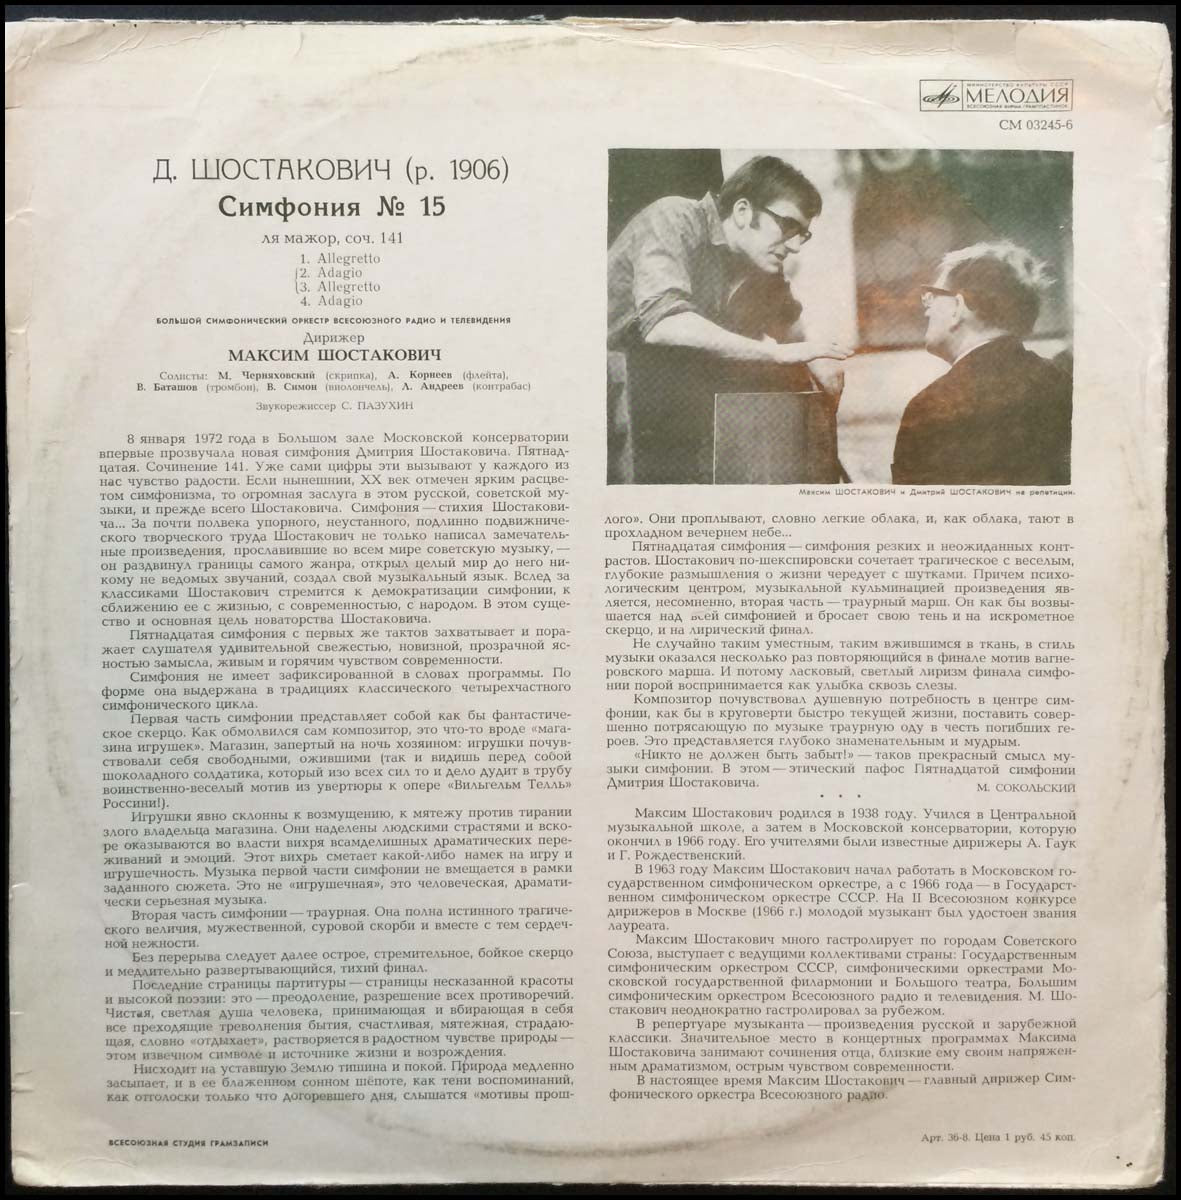 МИНИСТЕРСТВО КУЛЬТУРЫ СССР
МЕЛОДИЯ
ВСЕСОЮЗНАЯ ФИРМА ГРАМПЛАСТИНОК
СМ 03245-6
Д. ШОСТАКОВИЧ (р. 1906)
Симфония № 15
ля мажор, соч. 141
1. Allegretto
2. Adagio
3. Allegretto
4. Adagio
БОЛЬШОЙ СИМФОНИЧЕСКИЙ ОРКЕСТР ВСЕСОЮЗНОГО РАДИО И ТЕЛЕВИДЕНИЯ
Дирижер
МАКСИМ ШОСТАКОВИЧ
Солисты: М. Черняховский (скрипка), А. Корнеев (флейта),
В. Баташов (тромбон), В. Симон (виолончель), Л. Андреев (контрабас)
Звукорежиссер С. ПАЗУХИН
8 января 1972 года в Большом зале Московской консерватории
впервые прозвучала новая симфония Дмитрия Шостаковича. Пятнад-
цатая. Сочинение 141. Уже сами цифры эти вызывают у каждого из
нас чувство радости. Если нынешний, XX век отмечен ярким расцве-
том симфонизма, то огромная заслуга в этом русской, советской му-
зыки, и прежде всего Шостаковича. Симфония — стихия Шостакови-
ча... За почти полвека упорного, неустанного, подлинно подвижниче-
ского творческого труда Шостакович не только написал замечатель-
ные произведения, прославившие во всем мире советскую музыку, —
он раздвинул границы самого жанра, открыл целый мир до него ни-
кому не ведомых звучаний, создал свой музыкальный язык. Вслед за
классиками Шостакович стремится к демократизации симфонии, к
сближению ее с жизнью, с современностью, с народом. В этом суще-
ство и основная цель новаторства Шостаковича.
Пятнадцатая симфония с первых же тактов захватывает и пора-
жает слушателя удивительной свежестью, новизной, прозрачной яс-
ностью замысла, живым и горячим чувством современности.
Симфония не имеет зафиксированной в словах программы. По
форме она выдержана в традициях классического четырехчастного
симфонического цикла.
Первая часть симфонии представляет собой как бы фантастиче-
ское скерцо. Как обмолвился сам композитор, это что-то вроде «мага-
зина игрушек». Магазин, запертый на ночь хозяином: игрушки почув-
ствовали себя свободными, ожившими (так и видишь перед собой
шоколадного солдатика, который изо всех сил то и дело дудит в трубу
воинственно-веселый мотив из увертюры к опере «Вильгельм Телль»
Россини!).
Игрушки явно склонны к возмущению, к мятежу против тирании
злого владельца магазина. Они наделены людскими страстями и вско-
ре оказываются во власти вихря всамделишных драматических пере-
живаний и эмоций. Этот вихрь сметает какой-либо намек на игру и
игрушечность. Музыка первой части симфонии не вмещается в рамки
заданного сюжета. Это не «игрушечная», это человеческая, драмати-
чески серьезная музыка.
Вторая часть симфонии — траурная. Она полна истинного трагиче-
ского величия, мужественной, суровой скорби и вместе с тем сердеч-
ной нежности.
Без перерыва следует далее острое, стремительное, бойкое скерцо
и медлительно развертывающийся, тихий финал.
Последние страницы партитуры — страницы несказанной красоты
и высокой поэзии: это — преодоление, разрешение всех противоречий.
Чистая, светлая душа человека, принимающая и вбирающая в себя
все преходящие треволнения бытия, счастливая, мятежная, страдаю-
щая, словно «отдыхает», растворяется в радостном чувстве природы —
этом извечном символе и источнике жизни и возрождения.
Нисходит на уставшую Землю тишина и покой. Природа медленно
засыпает, и в ее блаженном сонном шёпоте, как тени воспоминаний,
как отголоски только что догоревшего дня, слышатся «мотивы прош-
ВСЕСОЮЗНАЯ СТУДИЯ ГРАМЗАПИСИ
Максим ШОСТАКОВИЧ и Дмитрий ШОСТАКОВИЧ на репетиции.
лого». Они проплывают, словно легкие облака, и, как облака, тают в
прохладном вечернем небе...
Пятнадцатая симфония — симфония резких и неожиданных конт-
растов. Шостакович по-шекспировски сочетает трагическое с веселым,
глубокие размышления о жизни чередует с шутками. Причем психо-
логическим центром, музыкальной кульминацией произведения яв-
ляется, несомненно, вторая часть — траурный марш. Он как бы возвы-
шается над всей симфонией и бросает свою тень и на искрометное
скерцо, и на лирический финал.
Не случайно таким уместным, таким вжившимся в ткань, в стиль
музыки оказался несколько раз повторяющийся в финале мотив вагне-
ровского марша. И потому ласковый, светлый лиризм финала симфо-
нии порой воспринимается как улыбка сквозь слезы.
Композитор почувствовал душевную потребность в центре сим-
фонии, как бы в круговерти быстро текущей жизни, поставить совер-
шенно потрясающую по музыке траурную оду в честь погибших ге-
роев. Это представляется глубоко знаменательным и мудрым.
«Никто не должен быть забыт!» — таков прекрасный смысл му-
зыки симфонии. В этом — этический пафос Пятнадцатой симфонии
Дмитрия Шостаковича.
М. СОКОЛЬСКИЙ
* * *
Максим Шостакович родился в 1938 году. Учился в Центральной
музыкальной школе, а затем в Московской консерватории, которую
окончил в 1966 году. Его учителями были известные дирижеры А. Гаук
и Г. Рождественский.
В 1963 году Максим Шостакович начал работать в Московском го-
сударственном симфоническом оркестре, а с 1966 года — в Государст-
венном симфоническом оркестре СССР. На II Всесоюзном конкурсе
дирижеров в Москве (1966 г.) молодой музыкант был удостоен звания
лауреата.
Максим Шостакович много гастролирует по городам Советского
Союза, выступает с ведущими коллективами страны: Государственным
симфоническим оркестром СССР, симфоническими оркестрами Мо-
сковской государственной филармонии и Большого театра, Большим
симфоническим оркестром Всесоюзного радио и телевидения. М. Шо-
стакович неоднократно гастролировал за рубежом.
В репертуаре музыканта — произведения русской и зарубежной
классики. Значительное место в концертных программах Максима
Шостаковича занимают сочинения отца, близкие ему своим напряжен-
ным драматизмом, острым чувством современности.
В настоящее время Максим Шостакович — главный дирижер Сим-
фонического оркестра Всесоюзного радио.
Арт. 36-8. Цена 1 руб. 45 коп.